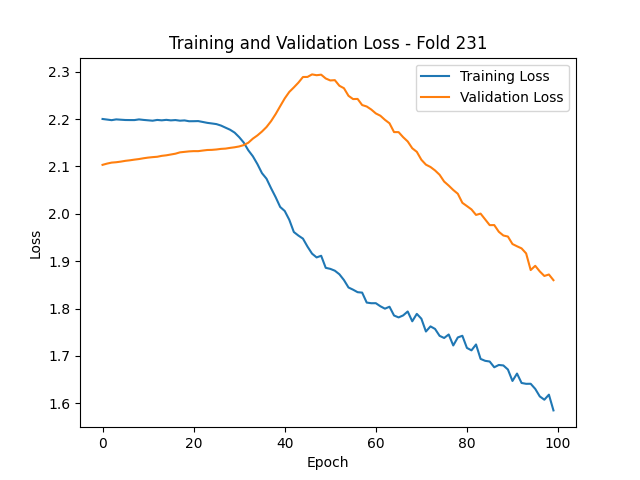 Training and Validation Loss - Fold 231
Training Loss
Validation Loss
2.3
2.2
2.1
2.0
1.9
1.8
1.7
1.6
Loss
0 20 40 60 80 100
Epoch